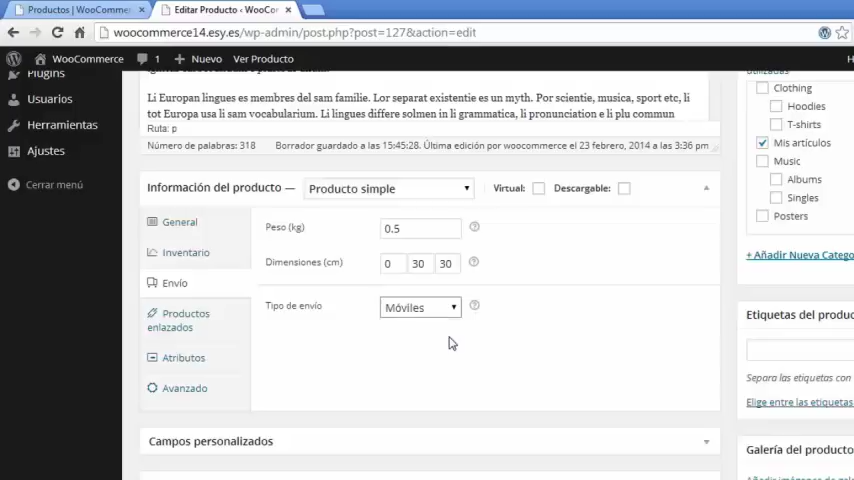 Productos | WooCommerce
Editar Producto ‹ WooCor
woocommerce14.esy.es/wp-admin/post.php?post=127&action=edit
WooCommerce
1
Nuevo
Ver Producto
H
Plugins
Usuarios
Herramientas
Ajustes
Cerrar menú
Li Europan lingues es membres del sam familie. Lor separat existentie es un myth. Por scientie, musica, sport etc, li
tot Europa usa li sam vocabularium. Li lingues differe solmen in li grammatica, li pronunciation e li plu commun
Ruta: p
Número de palabras: 318
Borrador guardado a las 15:45:28. Última edición por woocommerce el 23 febrero, 2014 a las 3:36 pm
Información del producto —
Producto simple
Virtual:
Descargable:
General
Inventario
Envío
Productos
enlazados
Atributos
Avanzado
Peso (kg)
0.5
Dimensiones (cm)
0
30
30
Tipo de envío
Móviles
Campos personalizados
utilizadas
Clothing
Hoodies
T-shirts
Mis artículos
Music
Albums
Singles
Posters
+ Añadir Nueva Catego
Etiquetas del produc
Separa las etiquetas con
Elige entre las etiquetas
Galería del producto